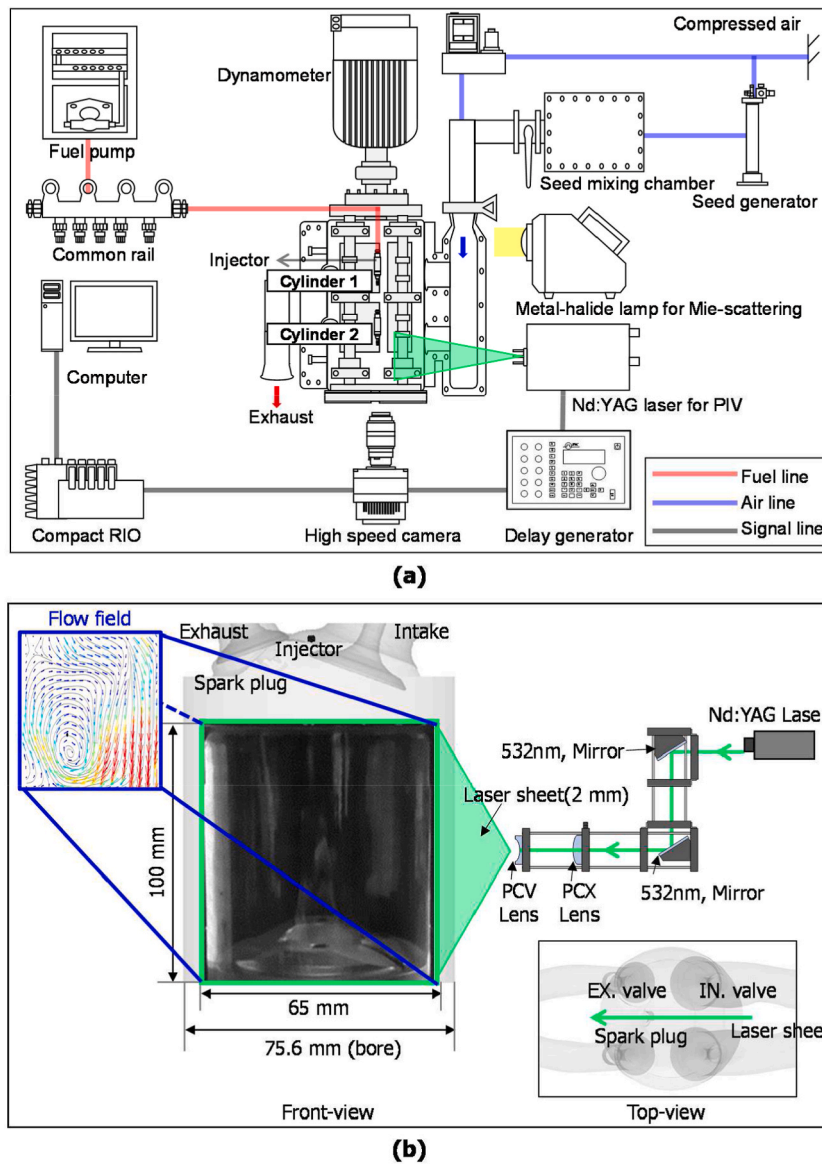 Compressed air
Dynamometer
Fuel pump
Seed mixing chamber
Seed generator
Common rail
Injector
Cylinder 1
Metal-halide lamp for Mie-scattering
Cylinder 2
Computer
Exhaust
Nd:YAG laser for PIV
Fuel line
Air line
Signal line
Compact RIO
High speed camera
Delay generator
(a)
Flow field
Exhaust
Intake
Injector
Spark plug
Nd:YAG Lase
532nm, Mirror
Laser sheet(2 mm)
100 mm
PCV
Lens
PCX
Lens
532nm, Mirror
65 mm
75.6 mm (bore)
EX. valve
IN. valve
Spark plug
Laser shee
Front-view
Top-view
(b)